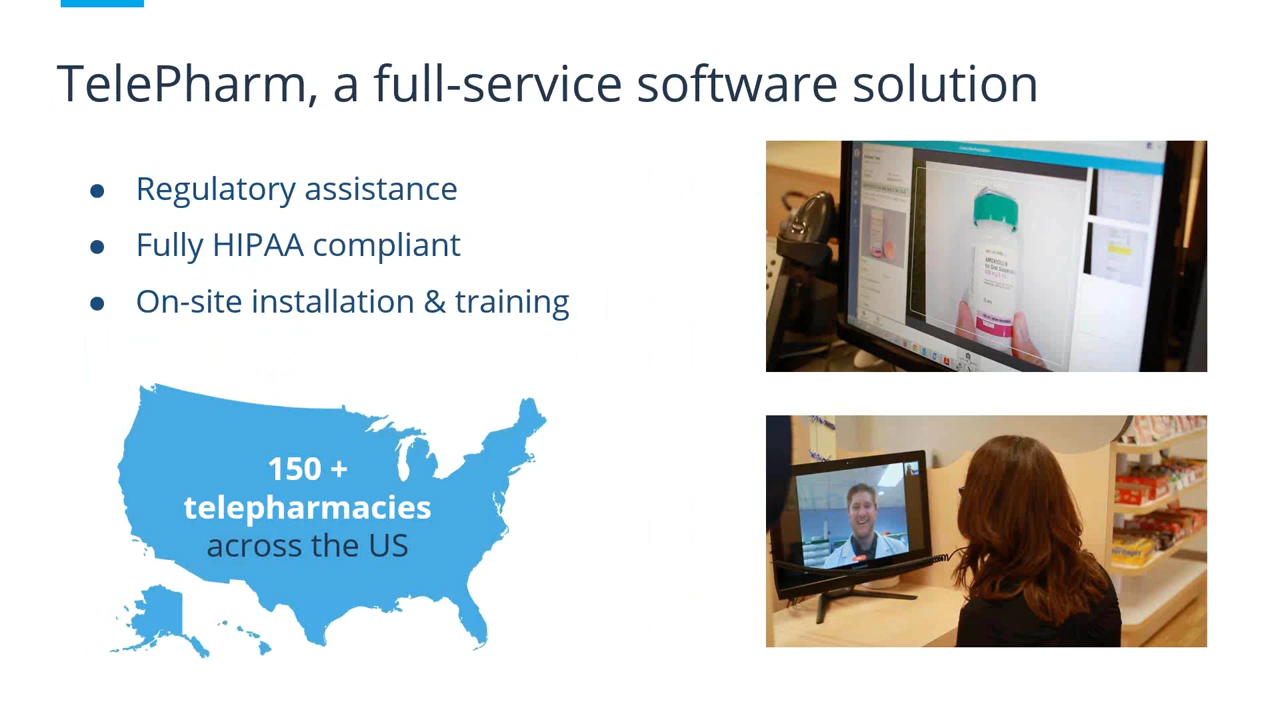 TelePharm, a full-service software solution
● Regulatory assistance
● Fully HIPAA compliant
● On-site installation & training
150 +
telepharmacies
across the US